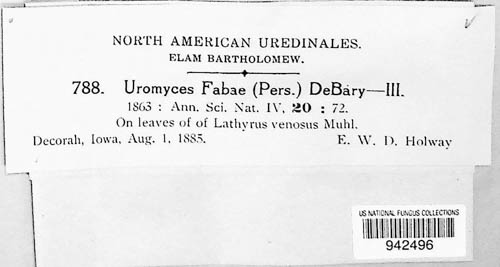 NORTH AMERICAN UREDINALES.
ELAM BARTHOLOMEW.
788. Uromyces Fabae (Pers.) DeBary—III.
1863 : Ann. Sci. Nat. IV, 20 : 72.
On leaves of of Lathyrus venosus Muhl.
Decorah, Iowa, Aug. 1, 1885. E. W. D. Holway
US NATIONAL FUNGUS COLLECTIONS
942496